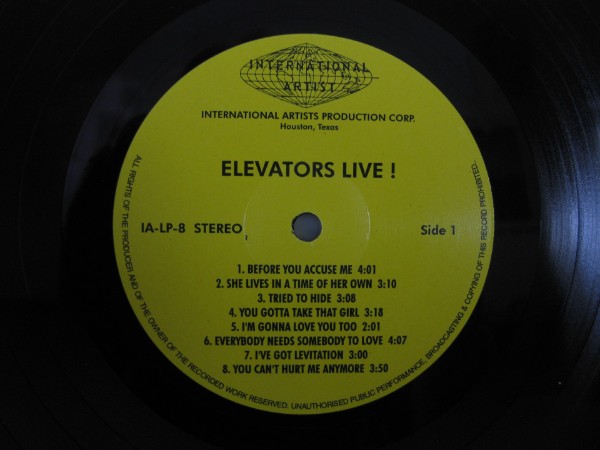 INTERNATIONAL
ARTIST
INTERNATIONAL ARTISTS PRODUCTION CORP.
Houston, Texas
ELEVATORS LIVE !
IA-LP-8 STEREO
Side 1
1. BEFORE YOU ACCUSE ME 4:01
2. SHE LIVES IN A TIME OF HER OWN 3:10
3. TRIED TO HIDE 3:08
4. YOU GOTTA TAKE THAT GIRL 3:18
5. I'M GONNA LOVE YOU TOO 2:01
6. EVERYBODY NEEDS SOMEBODY TO LOVE 4:07
7. I'VE GOT LEVITATION 3:00
8. YOU CAN'T HURT ME ANYMORE 3:50
ALL RIGHTS OF THE PRODUCER AND OF THE OWNER OF THE RECORDED WORK RESERVED. UNAUTHORISED PUBLIC PERFORMANCE, BROADCASTING & COPYING OF THIS RECORD PROHIBITED.